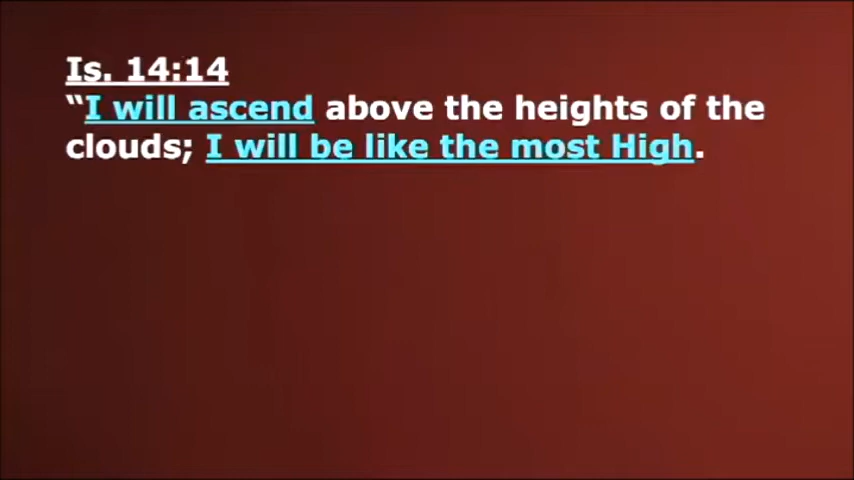 Is. 14:14
“I will ascend above the heights of the
clouds; I will be like the most High.